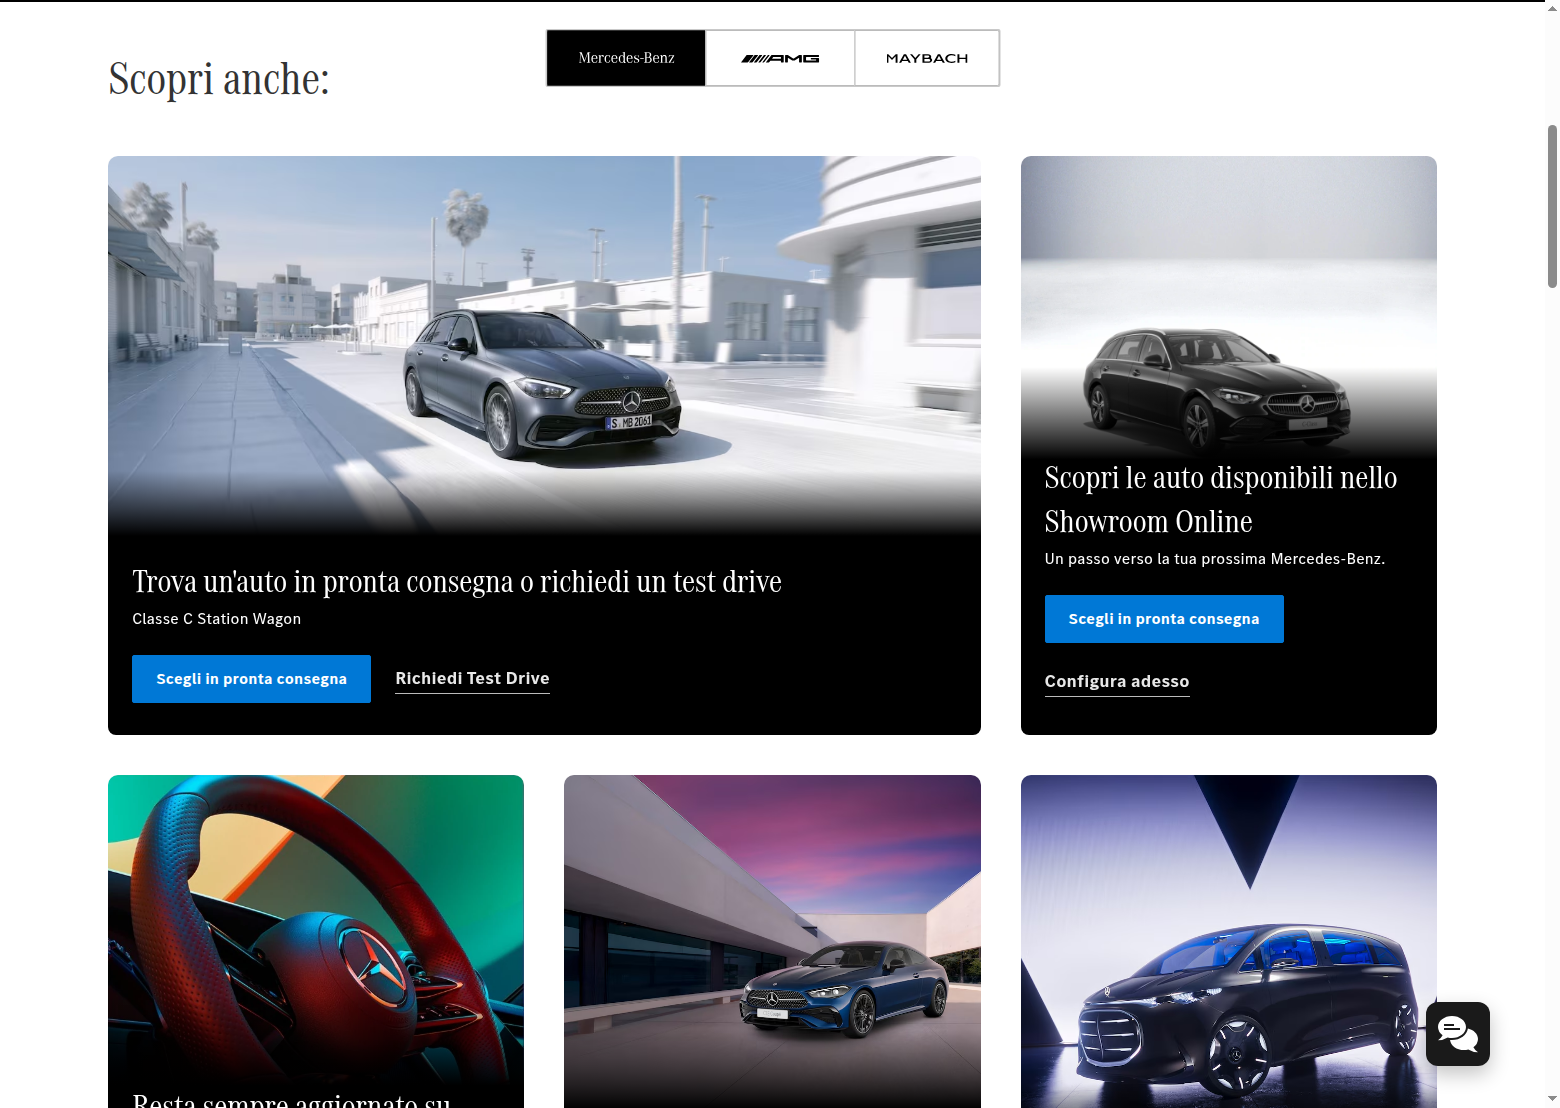 Scopri anche:
Mercedes-Benz
AMG
MAYBACH
S MB 2061
Trova un'auto in pronta consegna o richiedi un test drive
Classe C Station Wagon
Scegli in pronta consegna
Richiedi Test Drive
Scopri le auto disponibili nello
Showroom Online
Un passo verso la tua prossima Mercedes-Benz.
Scegli in pronta consegna
Configura adesso
Resta sempre aggiornato su